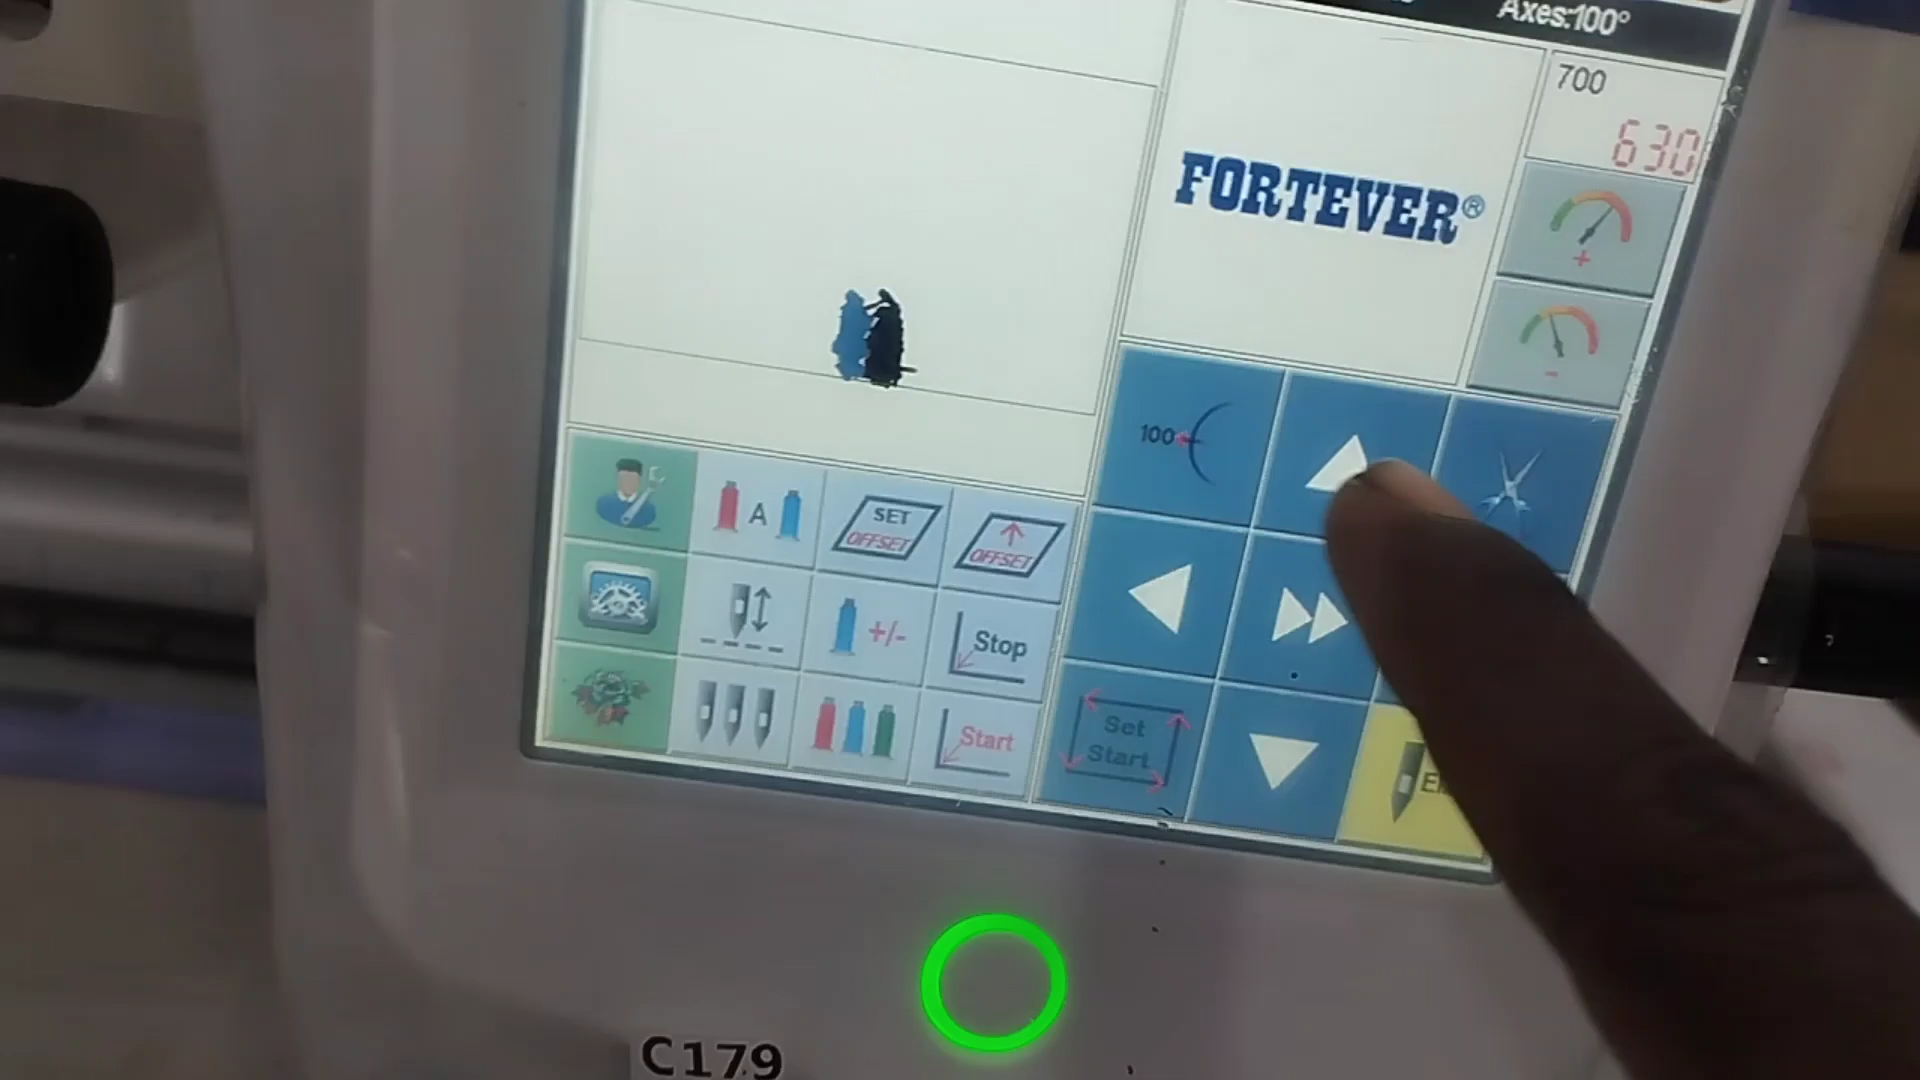 Axes:100°
700
630
FORTEVER®
100
A
SET
OFFSET
OFFSET
+/-
Stop
Start
Set
Start
C179